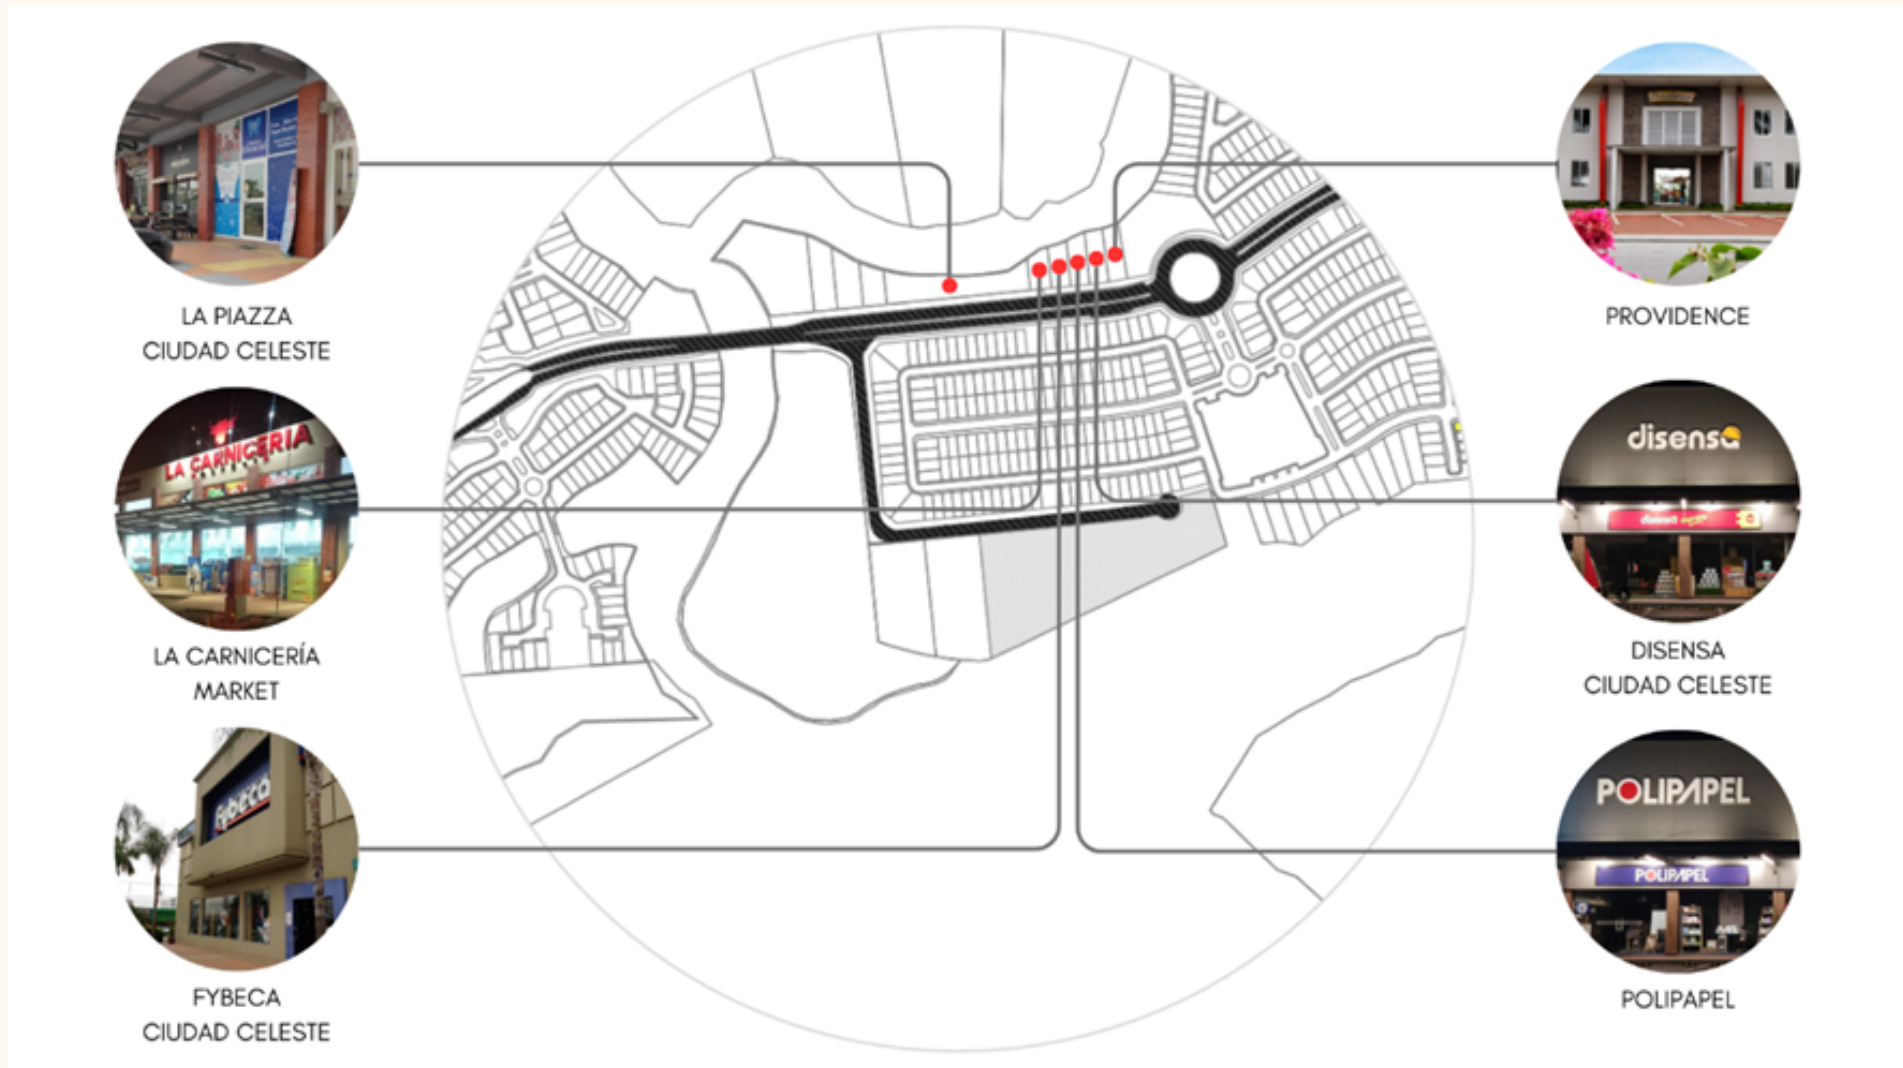 LA PIAZZA
CIUDAD CELESTE
LA CARNICERIA
LA CARNICERÍA
MARKET
Fybeca
FYBECA
CIUDAD CELESTE
PROVIDENCE
disensa
disensa
DISENSA
CIUDAD CELESTE
POLIPAPEL
POLIPAPEL
POLIPAPEL